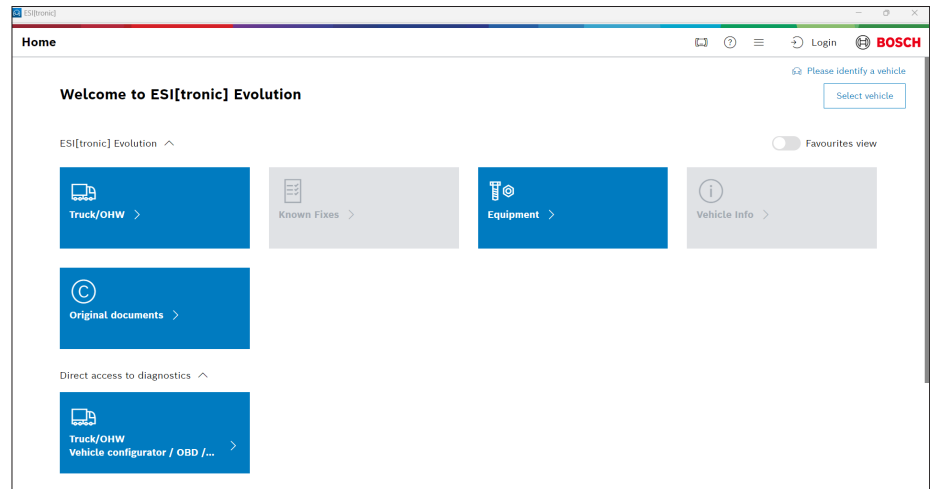 ESI[tronic]
Home
Login
BOSCH
Please identify a vehicle
Welcome to ESI[tronic] Evolution
Select vehicle
ESI[tronic] Evolution
Favourites view
Truck/OHW
Known Fixes
Equipment
Vehicle Info
Original documents
Direct access to diagnostics
Truck/OHW
Vehicle configurator / OBD /...